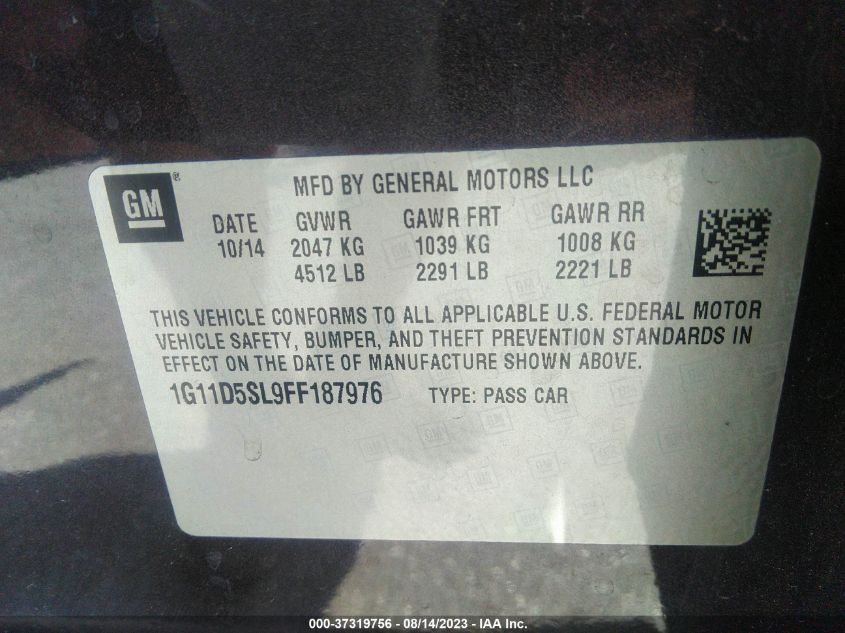 GM®
MFD BY GENERAL MOTORS LLC
DATE GVWR GAWR FRT GAWR RR
10/14 2047 KG 1039 KG 1008 KG
4512 LB 2291 LB 2221 LB
THIS VEHICLE CONFORMS TO ALL APPLICABLE U.S. FEDERAL MOTOR
VEHICLE SAFETY, BUMPER, AND THEFT PREVENTION STANDARDS IN
EFFECT ON THE DATE OF MANUFACTURE SHOWN ABOVE.
1G11D5SL9FF187976 TYPE: PASS CAR
000-37319756 - 08/14/2023 - IAA Inc.